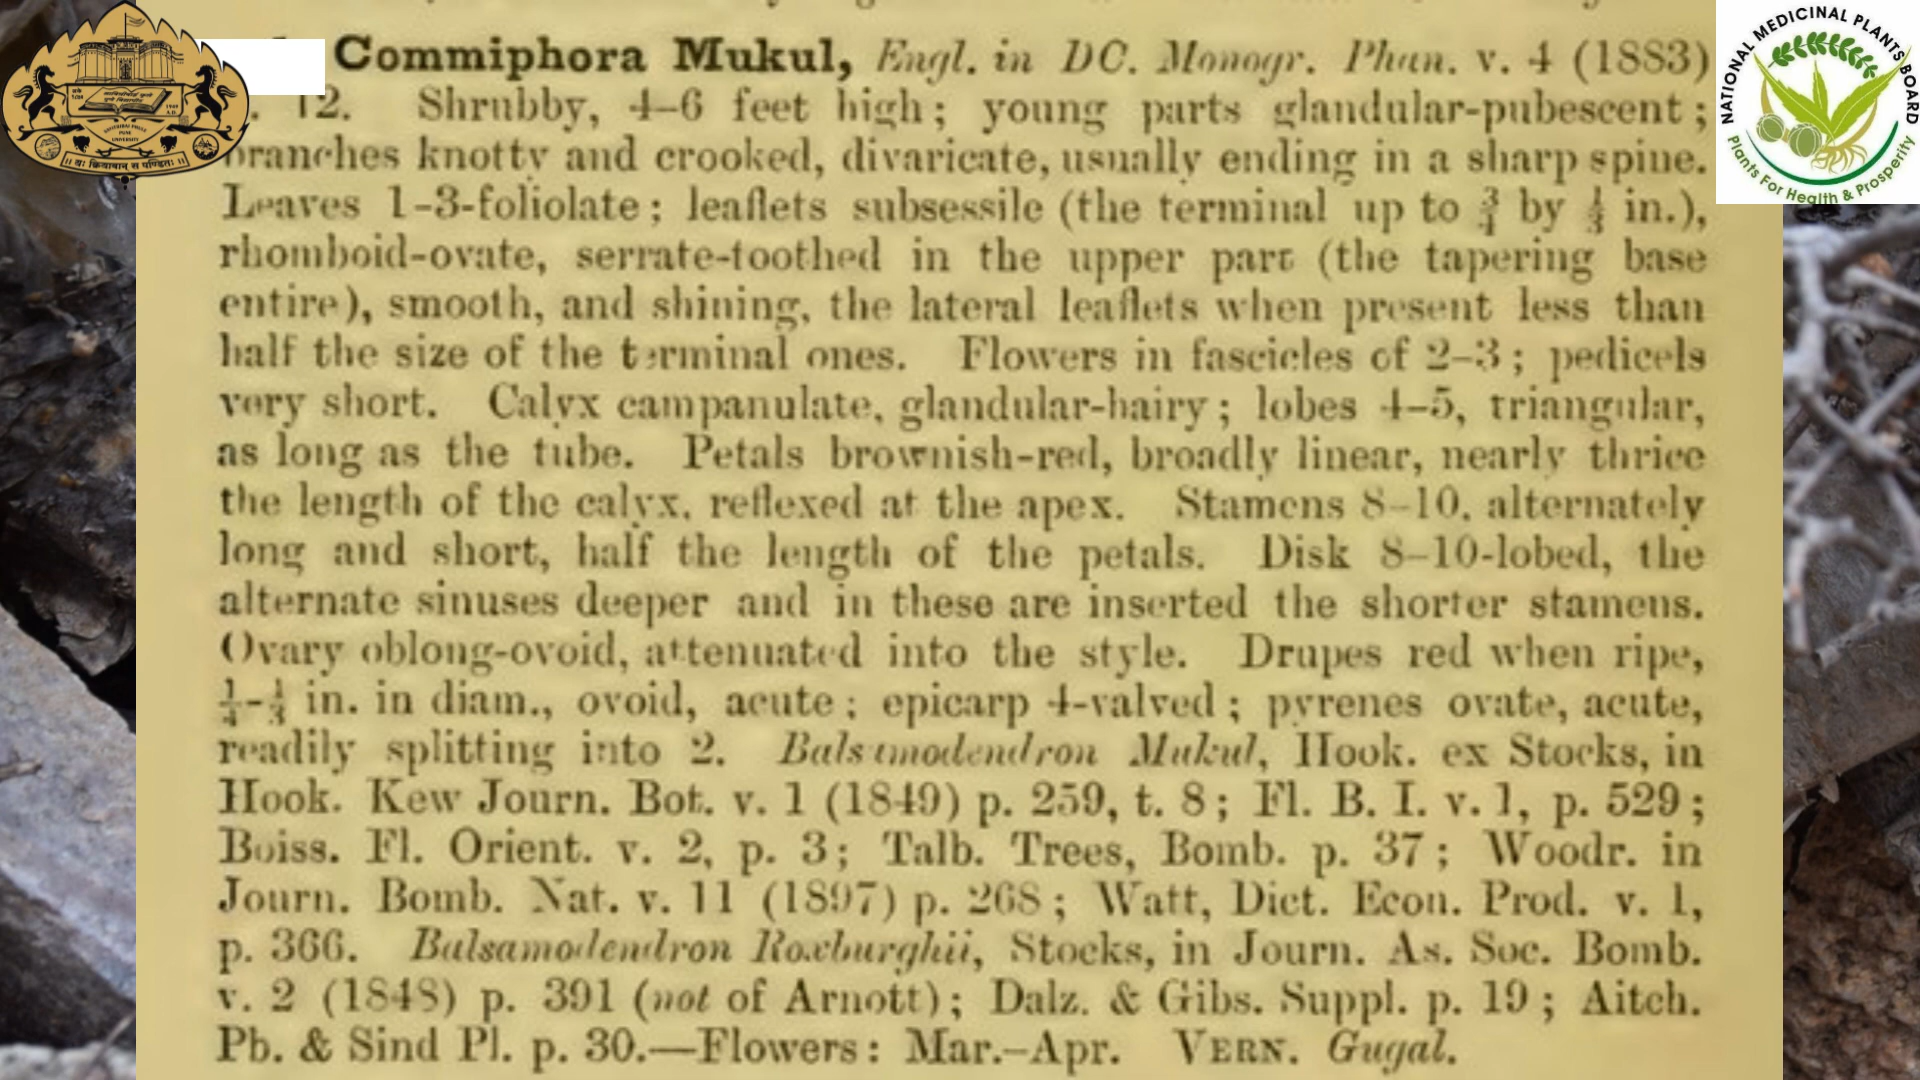 Commiphora Mukul, Engl. in DC. Monogr. Phan. v. 4 (1883)
. 12. Shrubby, 4–6 feet high; young parts glandular-pubescent;
branches knotty and crooked, divaricate, usually ending in a sharp spine.
Leaves 1-3-foliolate; leaflets subsessile (the terminal up to ¾ by ⅓ in.),
rhomboid-ovate, serrate-toothed in the upper part (the tapering base
entire), smooth, and shining, the lateral leaflets when present less than
half the size of the terminal ones. Flowers in fascicles of 2–3; pedicels
very short. Calyx campanulate, glandular-hairy; lobes 4–5, triangular,
as long as the tube. Petals brownish-red, broadly linear, nearly thrice
the length of the calyx, reflexed at the apex. Stamens 8–10, alternately
long and short, half the length of the petals. Disk 8–10-lobed, the
alternate sinuses deeper and in these are inserted the shorter stamens.
Ovary oblong-ovoid, attenuated into the style. Drupes red when ripe,
¼–⅓ in. in diam., ovoid, acute; epicarp 4-valved; pyrenes ovate, acute,
readily splitting into 2. Balsamodendron Mukul, Hook. ex Stocks, in
Hook. Kew Journ. Bot. v. 1 (1849) p. 259, t. 8; Fl. B. I. v. 1, p. 529;
Boiss. Fl. Orient. v. 2, p. 3; Talb. Trees, Bomb. p. 37; Woodr. in
Journ. Bomb. Nat. v. 11 (1897) p. 268; Watt, Dict. Econ. Prod. v. 1,
p. 366. Balsamodendron Roxburghii, Stocks, in Journ. As. Soc. Bomb.
v. 2 (1848) p. 391 (not of Arnott); Dalz. & Gibs. Suppl. p. 19; Aitch.
Pb. & Sind Pl. p. 30.—Flowers: Mar.–Apr. VERN. Gugal.
NATIONAL MEDICINAL PLANTS BOARD
Plants For Health & Prosperity
SAVITRIBAI PHULE
PUNE
UNIVERSITY
1949
॥ यः क्रियावान् स पण्डितः ॥